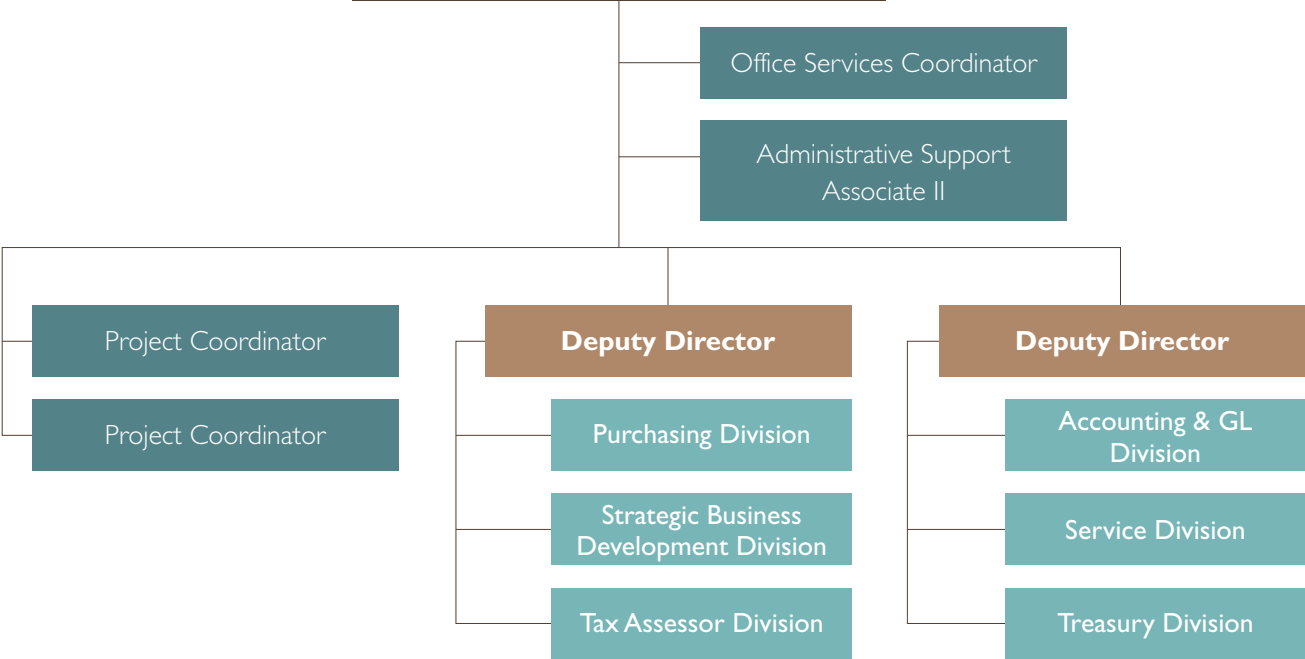 Office Services Coordinator
Administrative Support
Associate II
Project Coordinator
Project Coordinator
Deputy Director
Purchasing Division
Strategic Business
Development Division
Tax Assessor Division
Deputy Director
Accounting & GL
Division
Service Division
Treasury Division